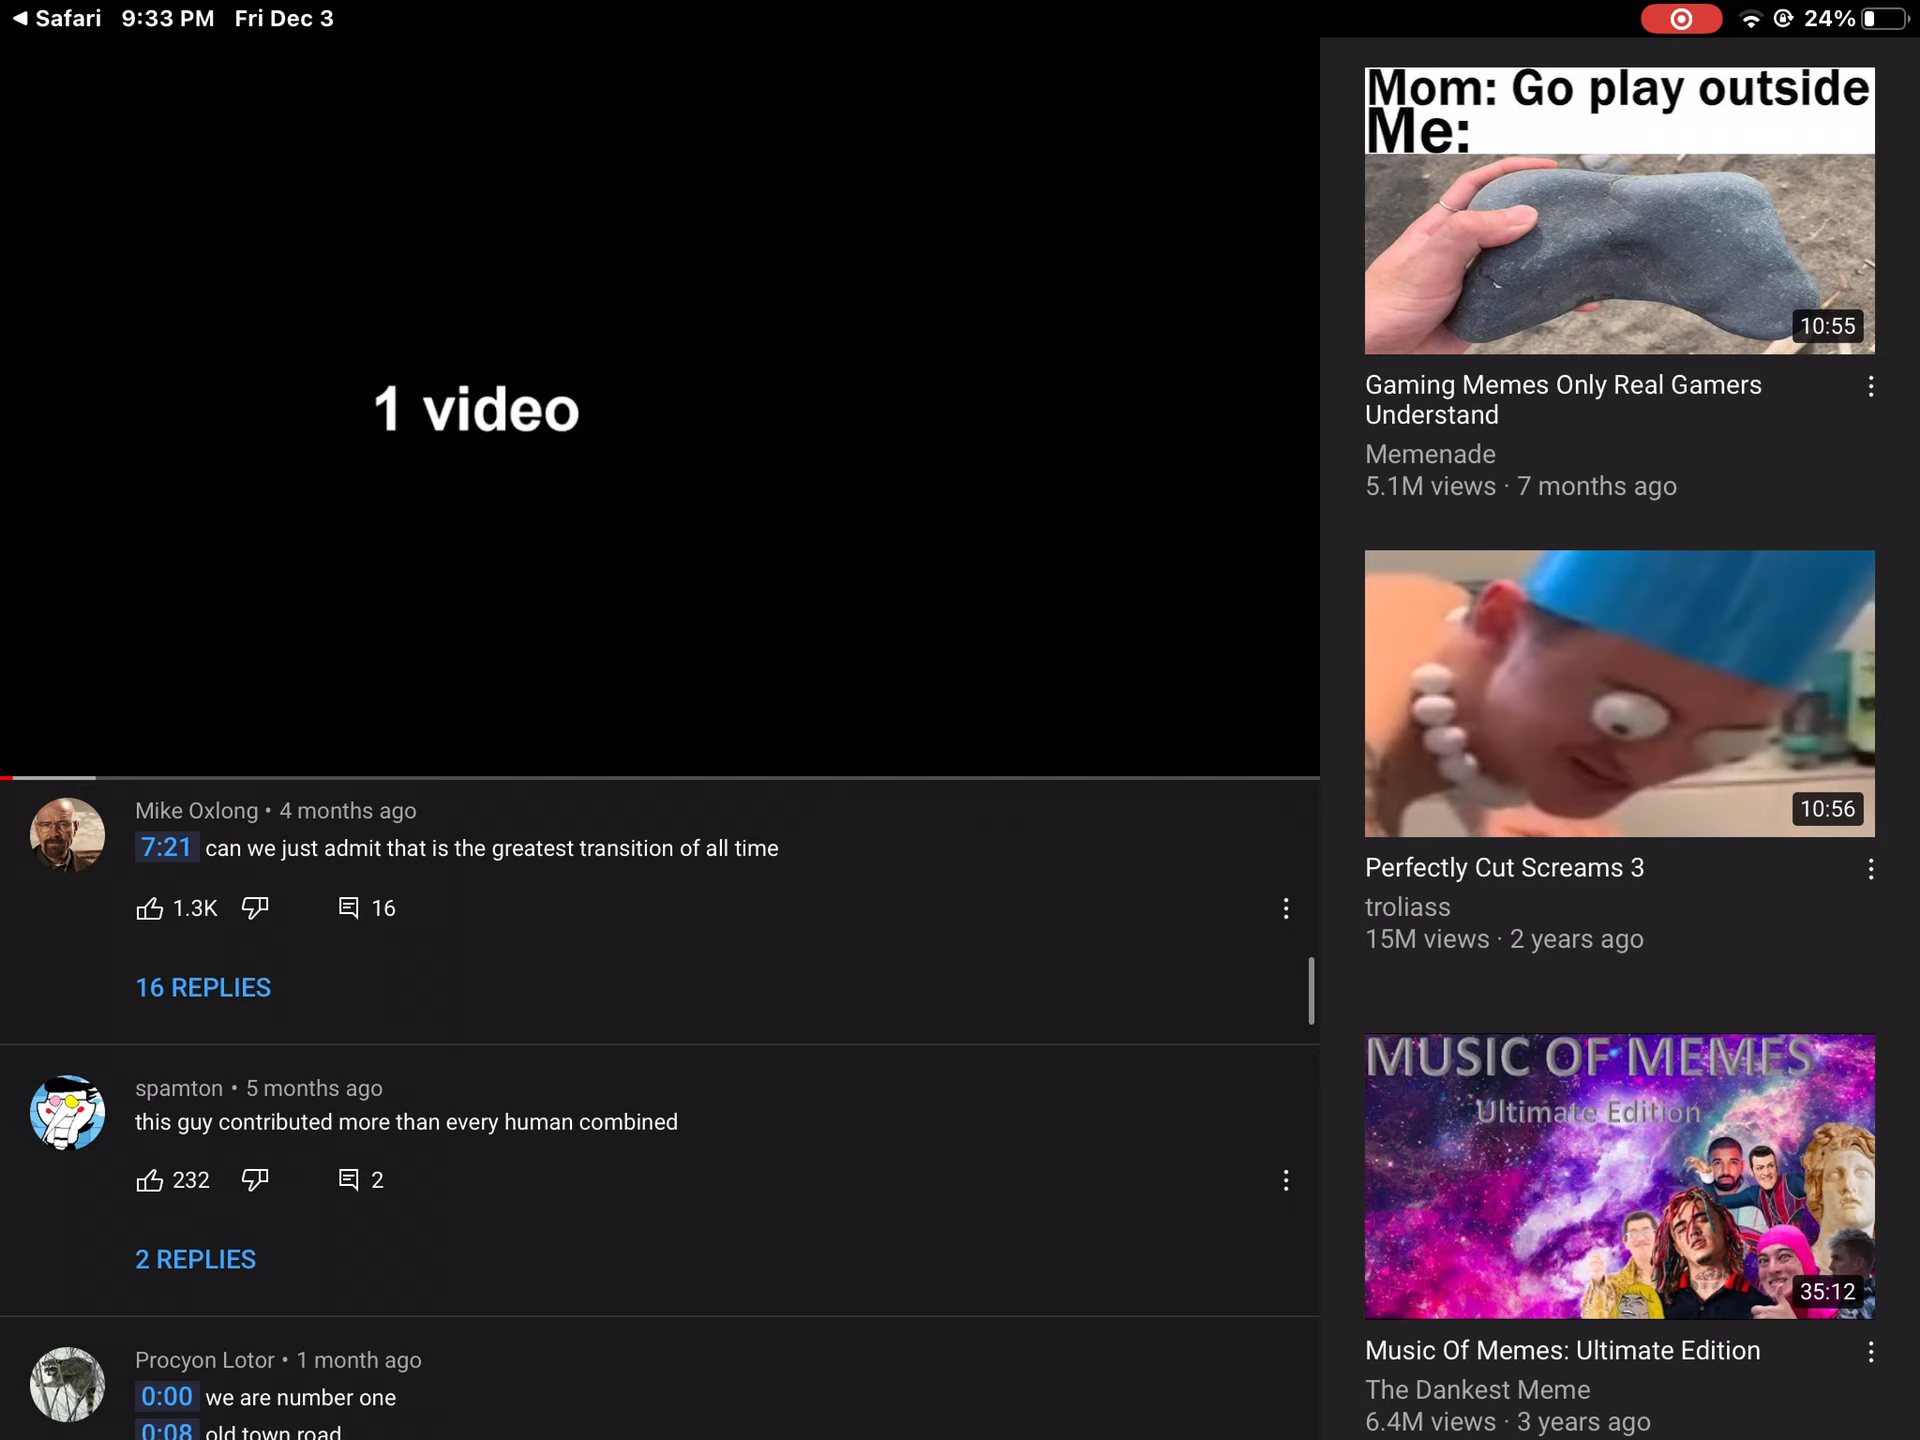 Safari 9:33 PM Fri Dec 3
24%
1 video
Mike Oxlong • 4 months ago
7:21 can we just admit that is the greatest transition of all time
1.3K 16
16 REPLIES
spamton • 5 months ago
this guy contributed more than every human combined
232 2
2 REPLIES
Procyon Lotor • 1 month ago
0:00 we are number one
0:08 old town road
Mom: Go play outside
Me:
10:55
Gaming Memes Only Real Gamers
Understand
Memenade
5.1M views · 7 months ago
10:56
Perfectly Cut Screams 3
troliass
15M views · 2 years ago
MUSIC OF MEMES
Ultimate Edition
35:12
Music Of Memes: Ultimate Edition
The Dankest Meme
6.4M views · 3 years ago